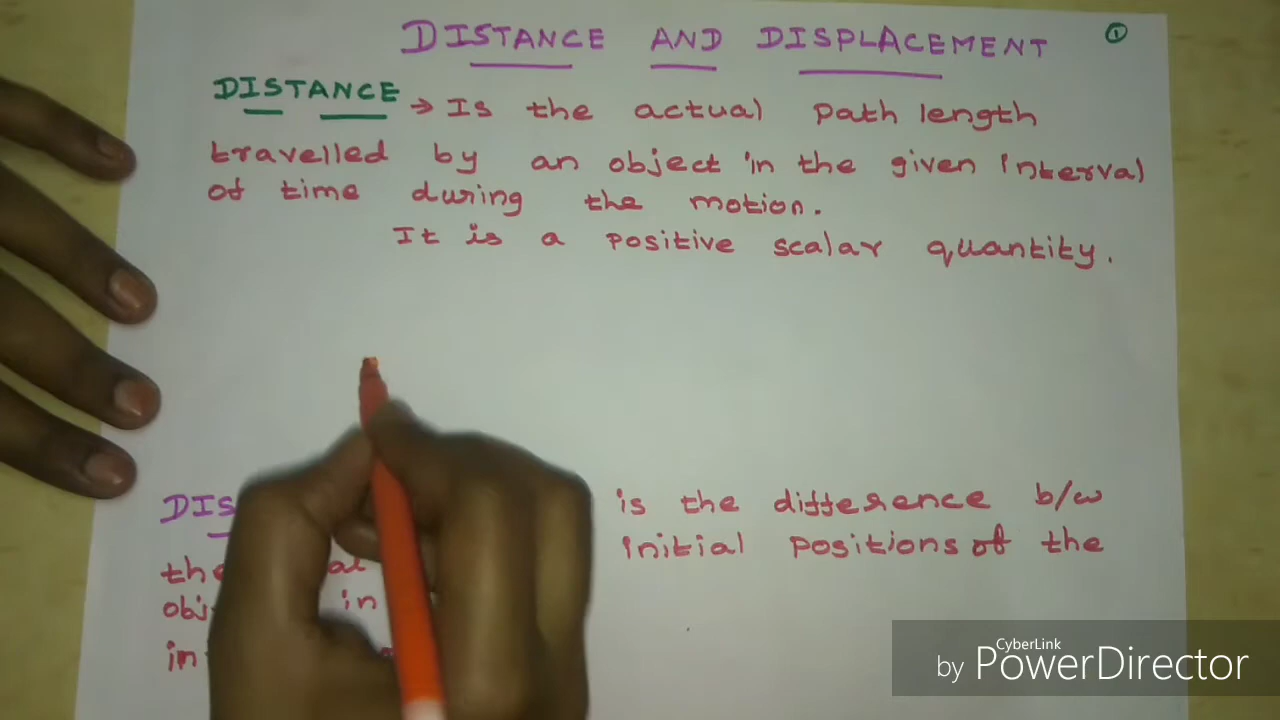 DISTANCE AND DISPLACEMENT ①
DISTANCE → Is the actual path length
travelled by an object in the given interval
of time during the motion.
It is a positive scalar quantity.
is the difference b/w
initial positions of the
in
in
CyberLink
by PowerDirector